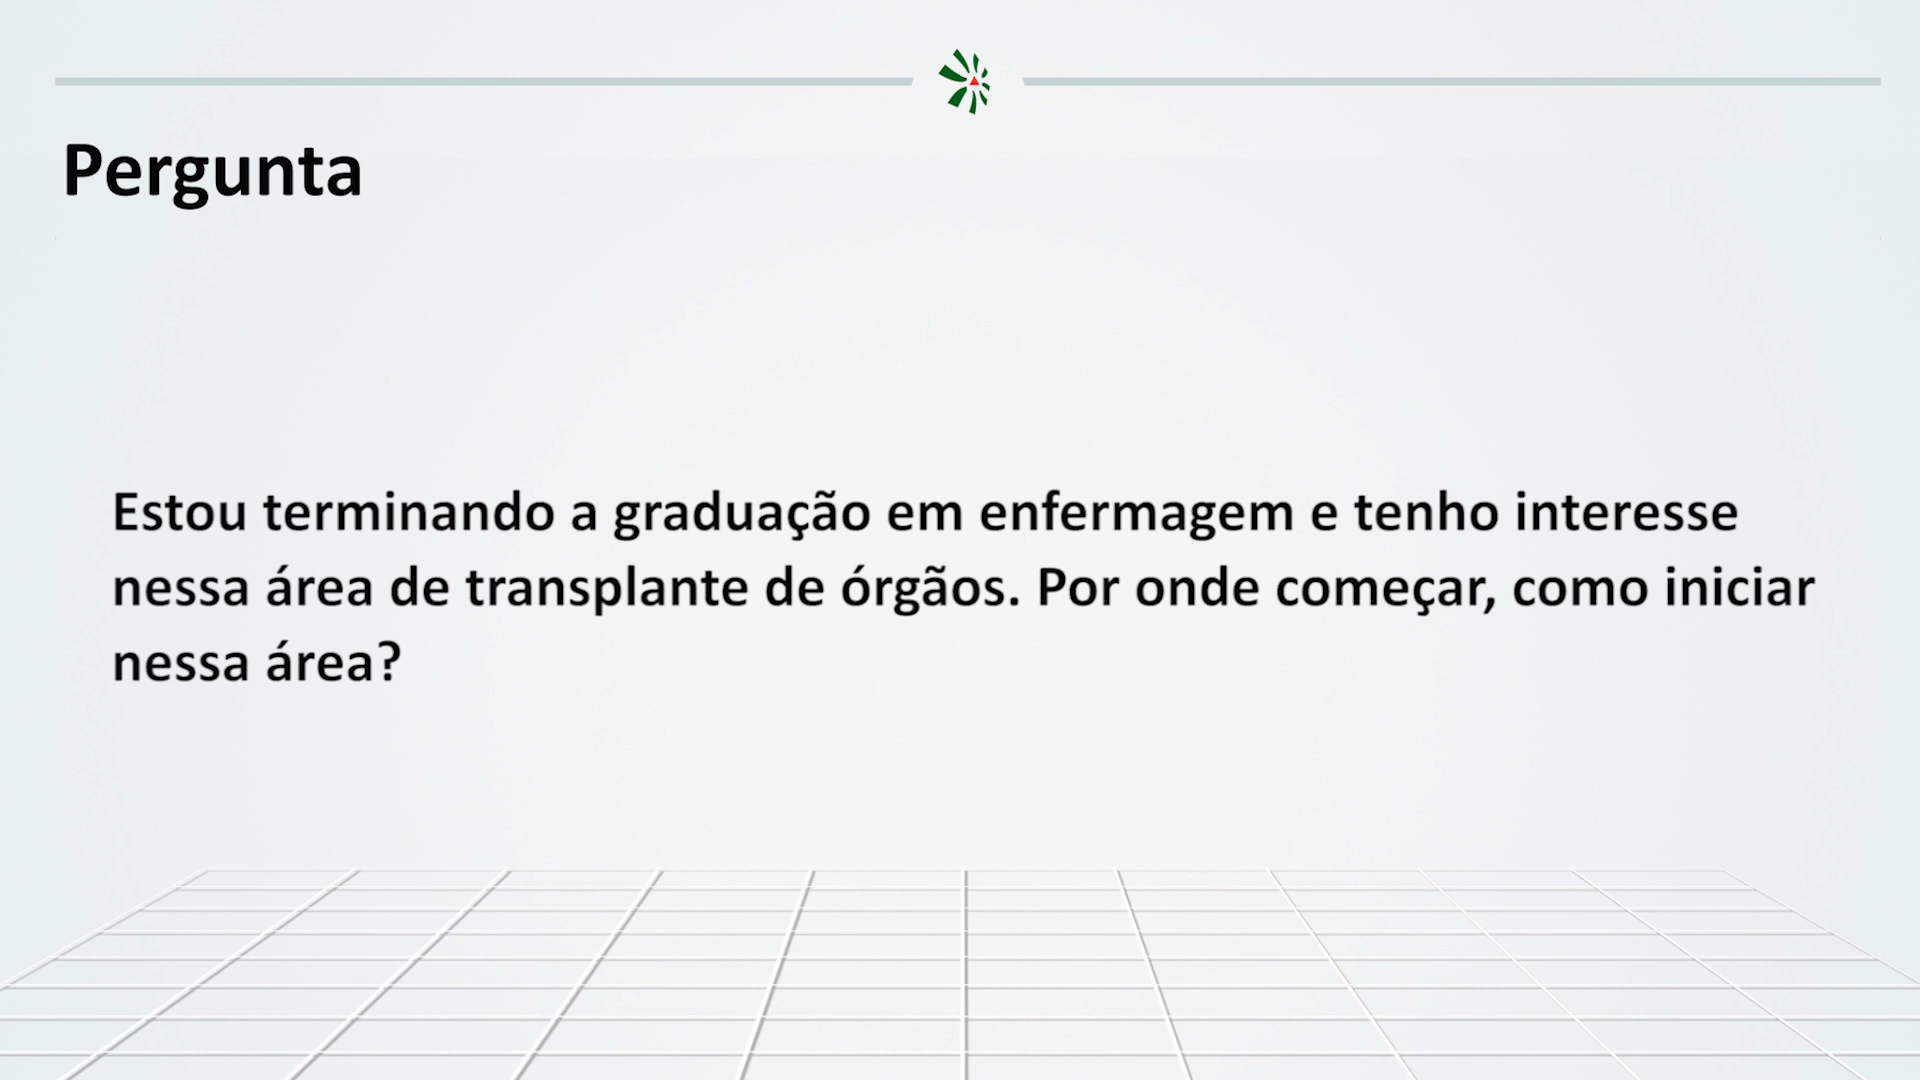 Pergunta
Estou terminando a graduação em enfermagem e tenho interesse
nessa área de transplante de órgãos. Por onde começar, como iniciar
nessa área?